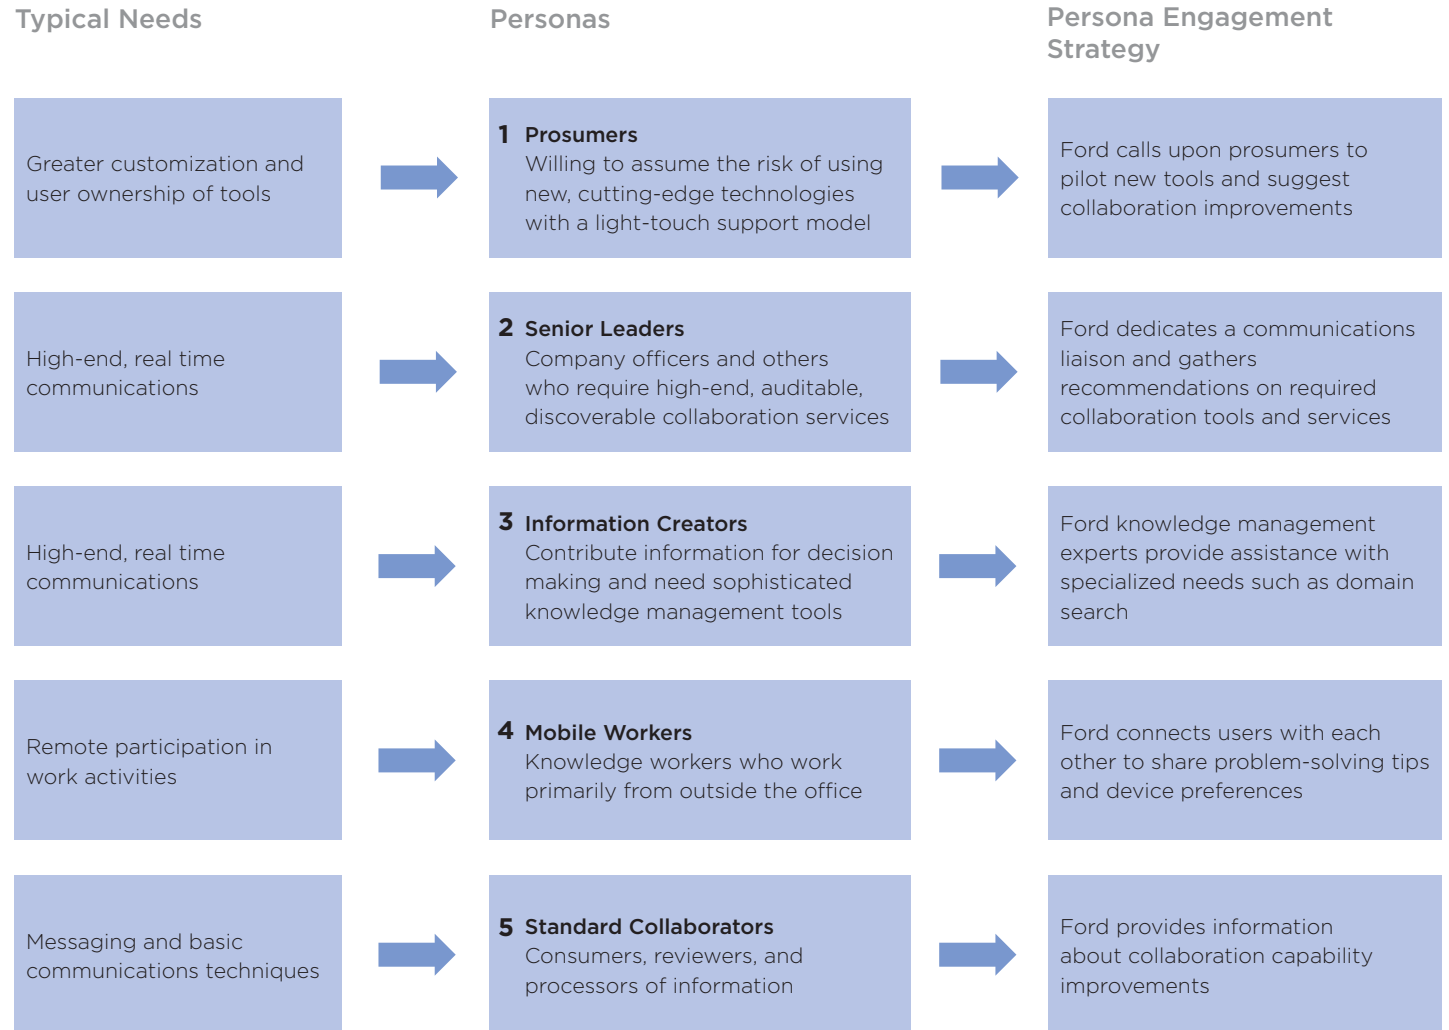 Typical Needs
Personas
Persona Engagement
Strategy
Greater customization and
user ownership of tools
1 Prosumers
Willing to assume the risk of using
new, cutting-edge technologies
with a light-touch support model
Ford calls upon prosumers to
pilot new tools and suggest
collaboration improvements
High-end, real time
communications
2 Senior Leaders
Company officers and others
who require high-end, auditable,
discoverable collaboration services
Ford dedicates a communications
liaison and gathers
recommendations on required
collaboration tools and services
High-end, real time
communications
3 Information Creators
Contribute information for decision
making and need sophisticated
knowledge management tools
Ford knowledge management
experts provide assistance with
specialized needs such as domain
search
Remote participation in
work activities
4 Mobile Workers
Knowledge workers who work
primarily from outside the office
Ford connects users with each
other to share problem-solving tips
and device preferences
Messaging and basic
communications techniques
5 Standard Collaborators
Consumers, reviewers, and
processors of information
Ford provides information
about collaboration capability
improvements